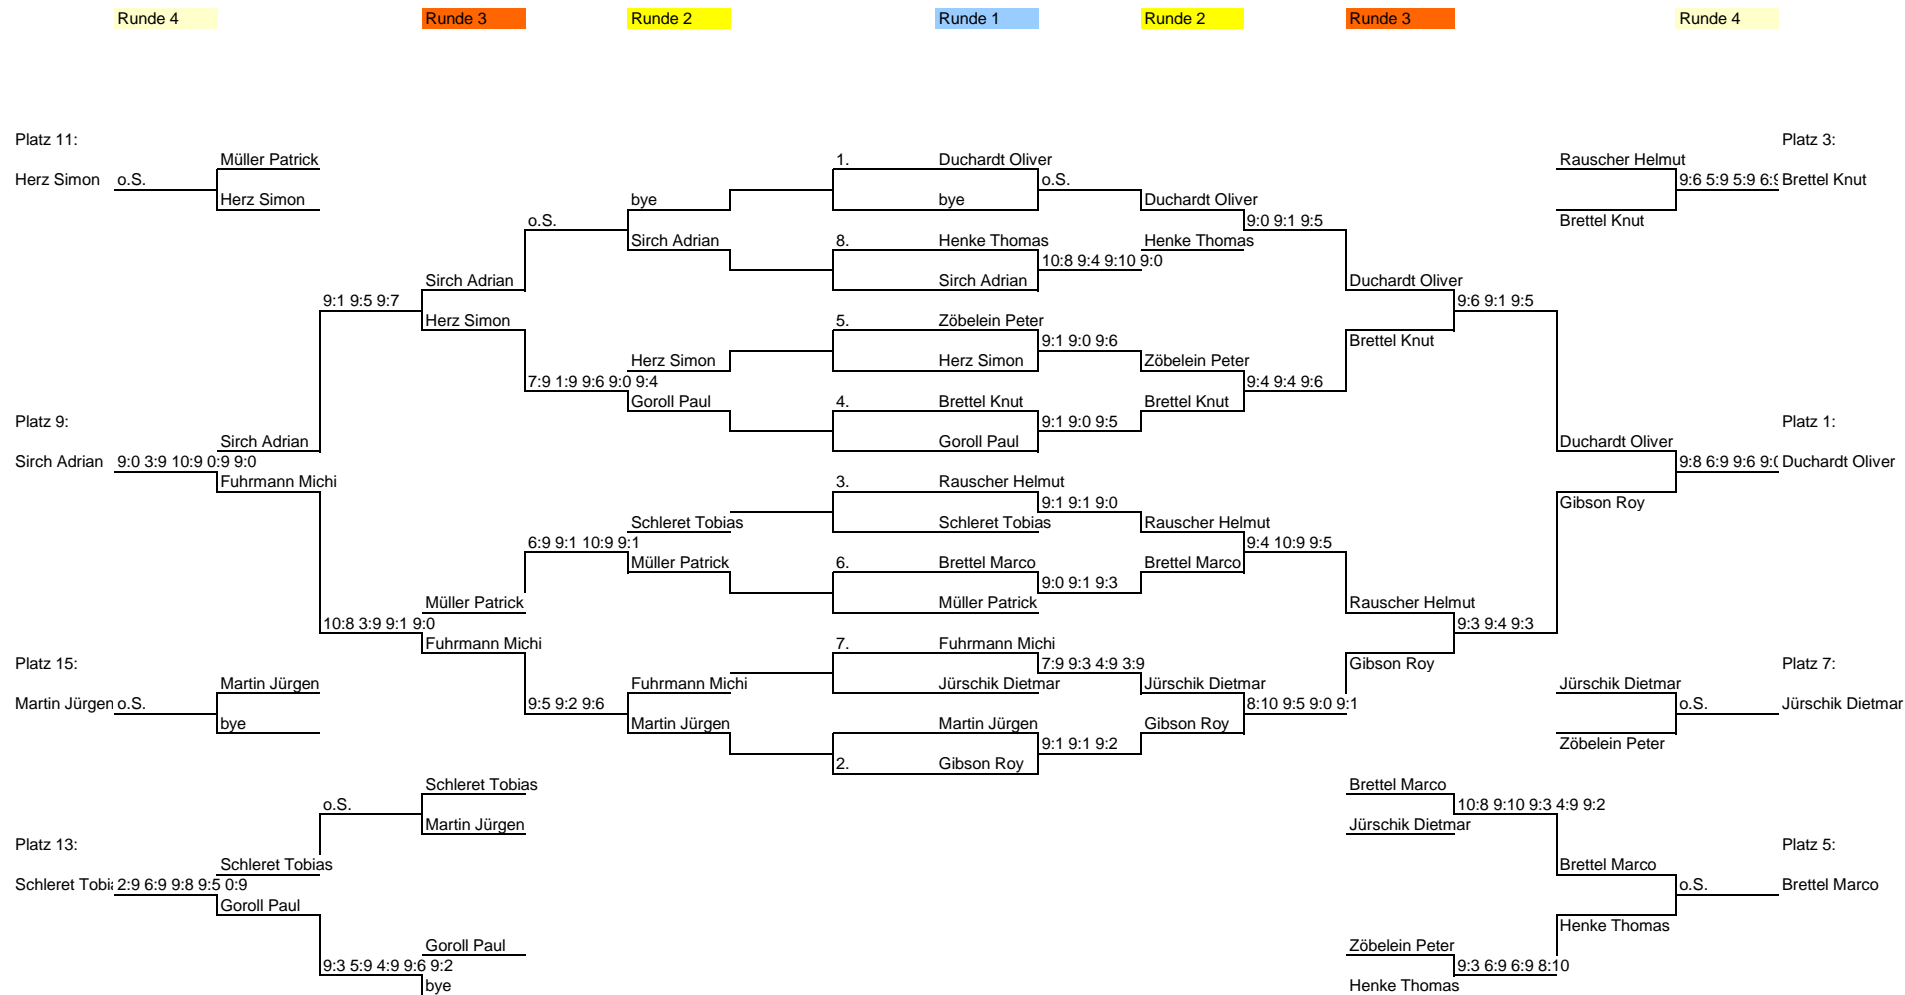 Runde 4 Runde 3 Runde 2 Runde 1 Runde 2 Runde 3 Runde 4
Platz 11: Platz 3:
Müller Patrick 1. Duchardt Oliver Rauscher Helmut
Herz Simon o.S. o.S. 9:6 5:9 5:9 6:9 Brettel Knut
Herz Simon bye bye Duchardt Oliver
o.S. 9:0 9:1 9:5 Brettel Knut
Sirch Adrian 8. Henke Thomas Henke Thomas
10:8 9:4 9:10 9:0
Sirch Adrian Sirch Adrian Duchardt Oliver
9:1 9:5 9:7 9:6 9:1 9:5
Herz Simon 5. Zöbelein Peter
9:1 9:0 9:6 Brettel Knut
Herz Simon Herz Simon Zöbelein Peter
7:9 1:9 9:6 9:0 9:4 9:4 9:4 9:6
Goroll Paul 4. Brettel Knut Brettel Knut
Platz 9: 9:1 9:0 9:5 Platz 1:
Sirch Adrian Goroll Paul Duchardt Oliver
Sirch Adrian 9:0 3:9 10:9 0:9 9:0 9:8 6:9 9:6 9:0 Duchardt Oliver
Fuhrmann Michi 3. Rauscher Helmut
9:1 9:1 9:0 Gibson Roy
Schleret Tobias Schleret Tobias Rauscher Helmut
6:9 9:1 10:9 9:1 9:4 10:9 9:5
Müller Patrick 6. Brettel Marco Brettel Marco
9:0 9:1 9:3
Müller Patrick Müller Patrick Rauscher Helmut
10:8 3:9 9:1 9:0 9:3 9:4 9:3
Fuhrmann Michi 7. Fuhrmann Michi
Platz 15: 7:9 9:3 4:9 3:9 Gibson Roy Platz 7:
Martin Jürgen Fuhrmann Michi Jürschik Dietmar Jürschik Dietmar Jürschik Dietmar
Martin Jürgen o.S. 9:5 9:2 9:6 8:10 9:5 9:0 9:1 o.S. Jürschik Dietmar
bye Martin Jürgen Martin Jürgen Gibson Roy
9:1 9:1 9:2 Zöbelein Peter
2. Gibson Roy
Schleret Tobias Brettel Marco
o.S. 10:8 9:10 9:3 4:9 9:2
Martin Jürgen Jürschik Dietmar
Platz 13: Platz 5:
Schleret Tobias Brettel Marco
Schleret Tobi 2:9 6:9 9:8 9:5 0:9 o.S. Brettel Marco
Goroll Paul
Henke Thomas
Goroll Paul Zöbelein Peter
9:3 5:9 4:9 9:6 9:2 9:3 6:9 6:9 8:10
bye Henke Thomas